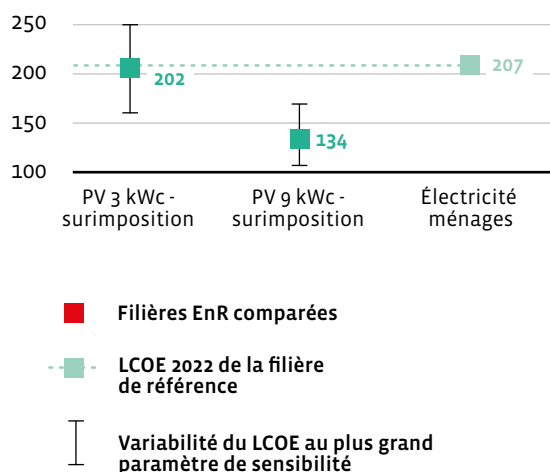 250
200
150
100
202
134
207
PV 3 kWc -
surimposition
PV 9 kWc -
surimposition
Électricité
ménages
Filières EnR comparées
LCOE 2022 de la filière
de référence
Variabilité du LCOE au plus grand
paramètre de sensibilité